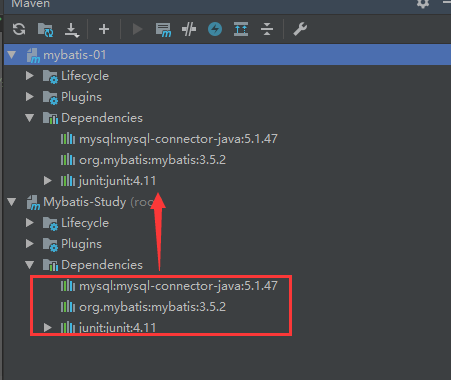 Maven
mybatis-01
Lifecycle
Plugins
Dependencies
mysql:mysql-connector-java:5.1.47
org.mybatis:mybatis:3.5.2
junit:junit:4.11
Mybatis-Study (root)
Lifecycle
Plugins
Dependencies
mysql:mysql-connector-java:5.1.47
org.mybatis:mybatis:3.5.2
junit:junit:4.11